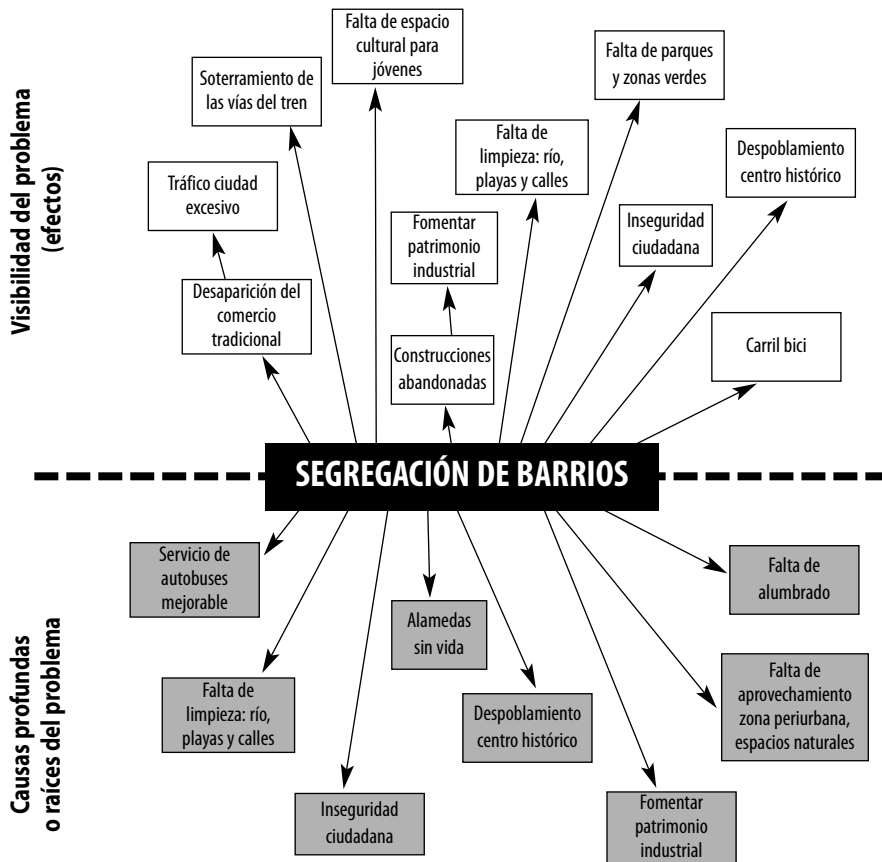 Visibilidad del problema
(efectos)
Falta de espacio
cultural para
jóvenes
Soterramiento de
las vías del tren
Falta de parques
y zonas verdes
Falta de
limpieza: río,
playas y calles
Despoblamiento
centro histórico
Tráfico ciudad
excesivo
Fomentar
patrimonio
industrial
Inseguridad
ciudadana
Desaparición del
comercio
tradicional
Construcciones
abandonadas
Carril bici
SEGREGACIÓN DE BARRIOS
Causas profundas
o raíces del problema
Servicio de
autobuses
mejorable
Falta de
alumbrado
Alamedas
sin vida
Falta de
limpieza: río,
playas y calles
Despoblamiento
centro histórico
Falta de
aprovechamiento
zona periurbana,
espacios naturales
Inseguridad
ciudadana
Fomentar
patrimonio
industrial